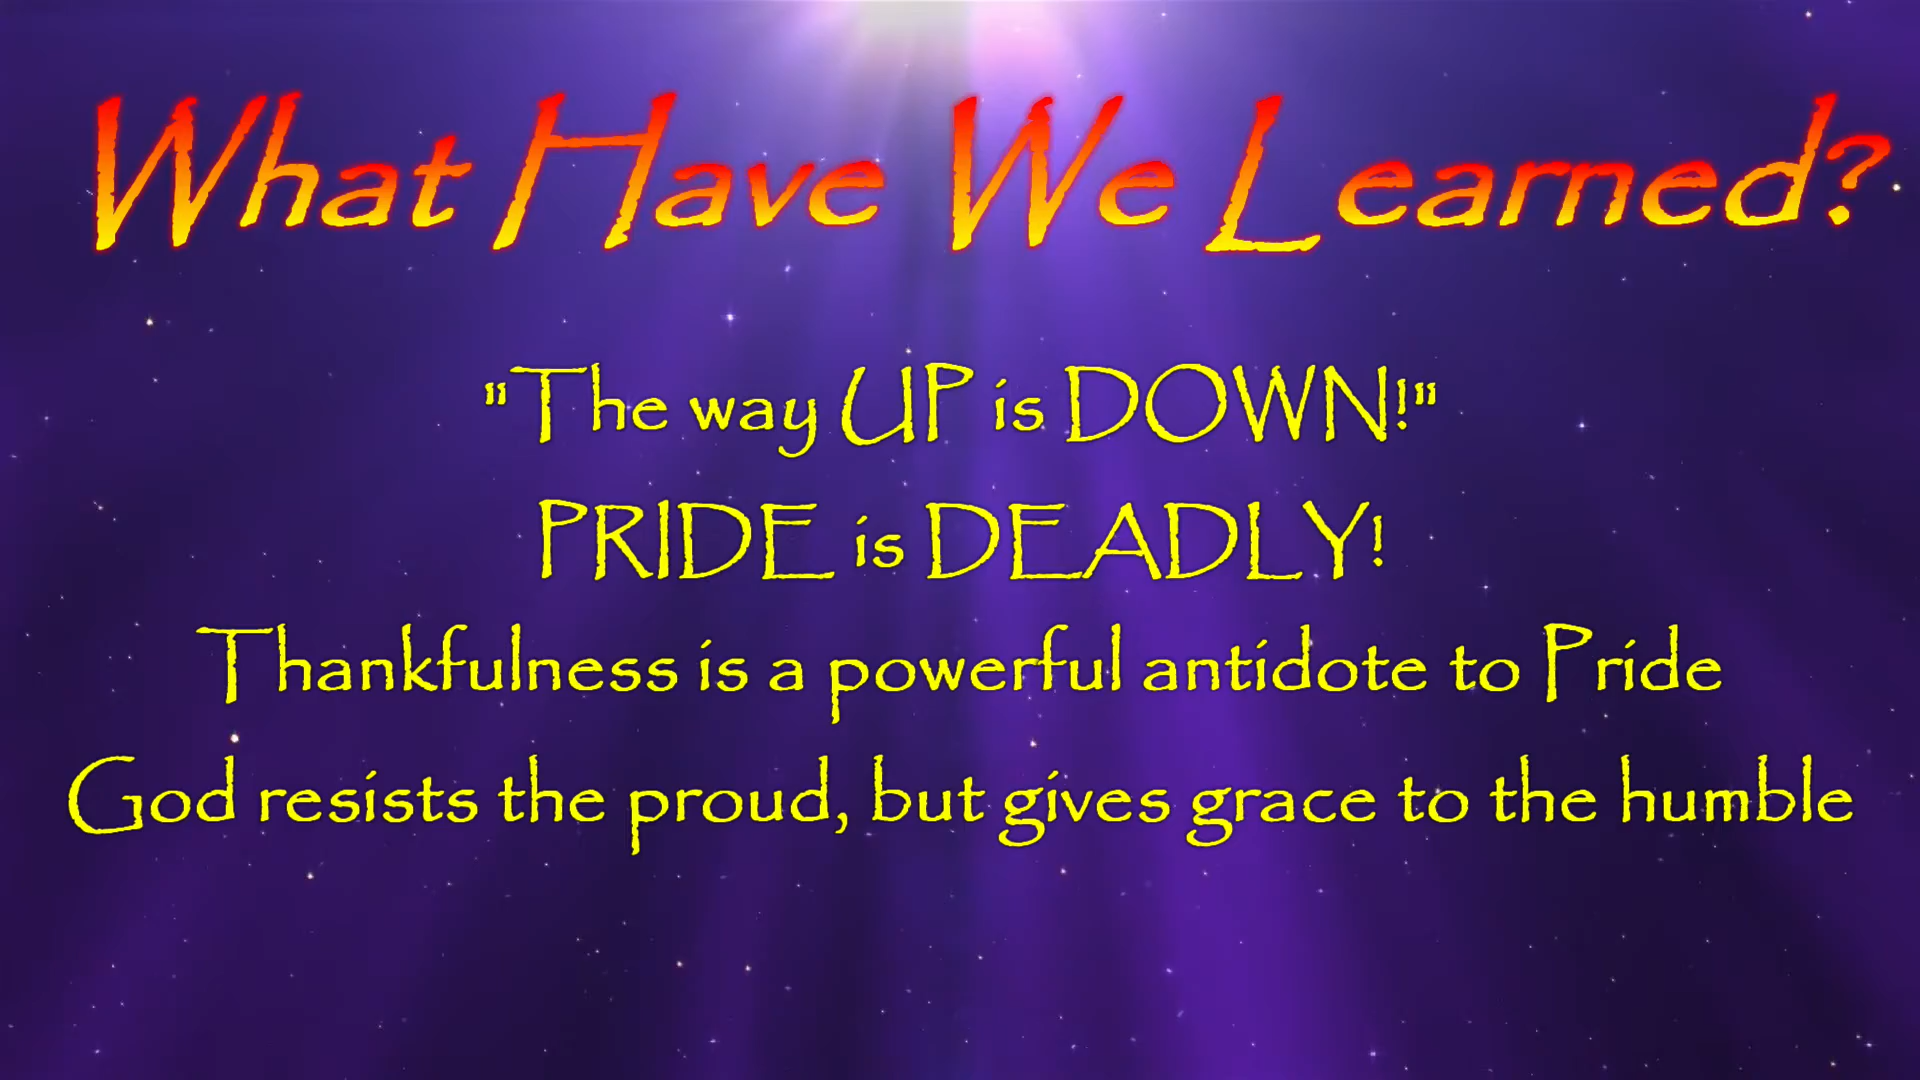 What Have We Learned?
"The way UP is DOWN!"
PRIDE is DEADLY!
Thankfulness is a powerful antidote to Pride
God resists the proud, but gives grace to the humble